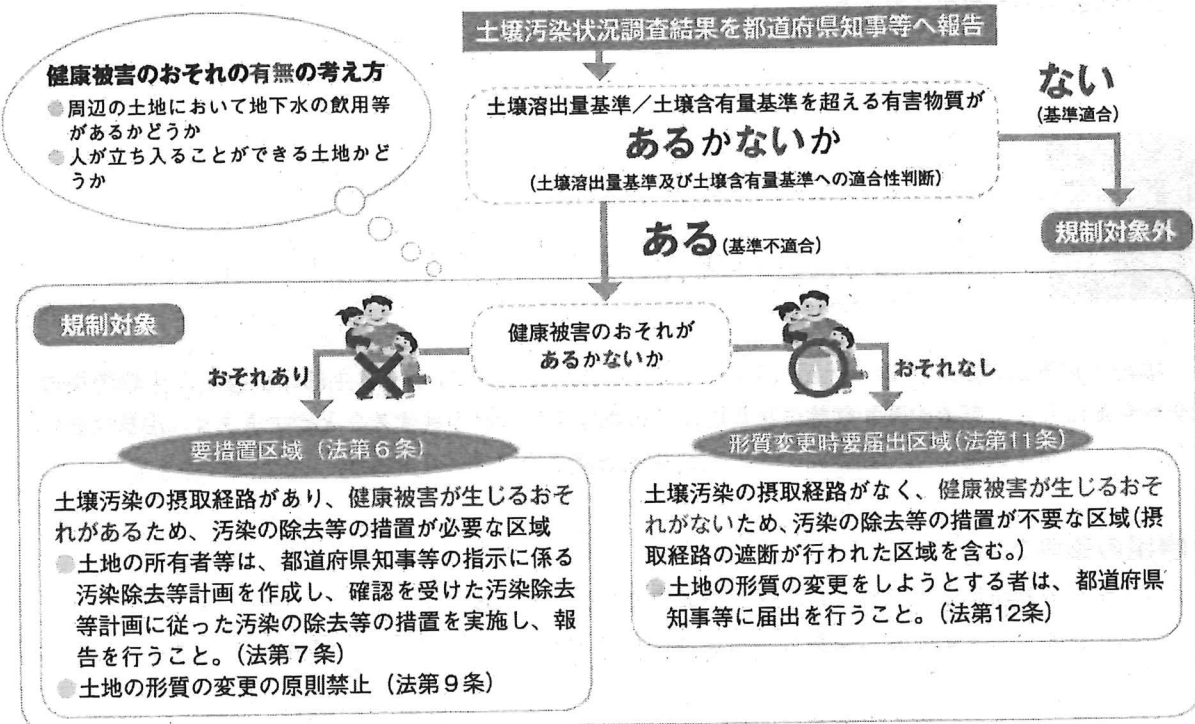 土壌汚染状況調査結果を都道府県知事等へ報告
健康被害のおそれの有無の考え方
●周辺の土地において地下水の飲用等
があるかどうか
●人が立ち入ることができる土地かど
うか
土壌溶出量基準／土壌含有量基準を超える有害物質が
あるかないか
(土壌溶出量基準及び土壌含有量基準への適合性判断)
ない
(基準適合)
規制対象外
ある(基準不適合)
規制対象
健康被害のおそれが
あるかないか
おそれあり
おそれなし
要措置区域（法第６条）
土壌汚染の摂取経路があり、健康被害が生じるおそ
れがあるため、汚染の除去等の措置が必要な区域
●土地の所有者等は、都道府県知事等の指示に係る
汚染除去等計画を作成し、確認を受けた汚染除去
等計画に従った汚染の除去等の措置を実施し、報
告を行うこと。（法第７条）
●土地の形質の変更の原則禁止（法第９条）
形質変更時要届出区域(法第11条)
土壌汚染の摂取経路がなく、健康被害が生じるおそ
れがないため、汚染の除去等の措置が不要な区域(摂
取経路の遮断が行われた区域を含む。)
●土地の形質の変更をしようとする者は、都道府県
知事等に届出を行うこと。（法第12条）